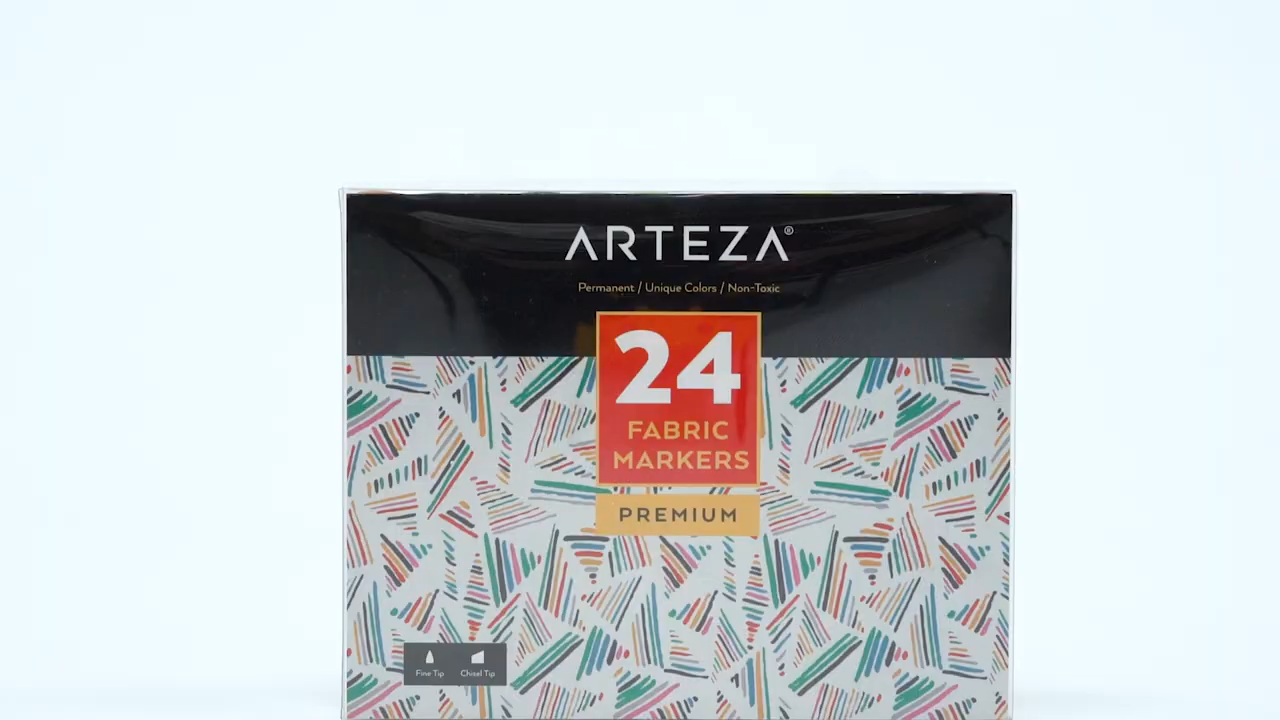 ARTEZA®
Permanent / Unique Colors / Non-Toxic
24
FABRIC
MARKERS
PREMIUM
Fine Tip Chisel Tip